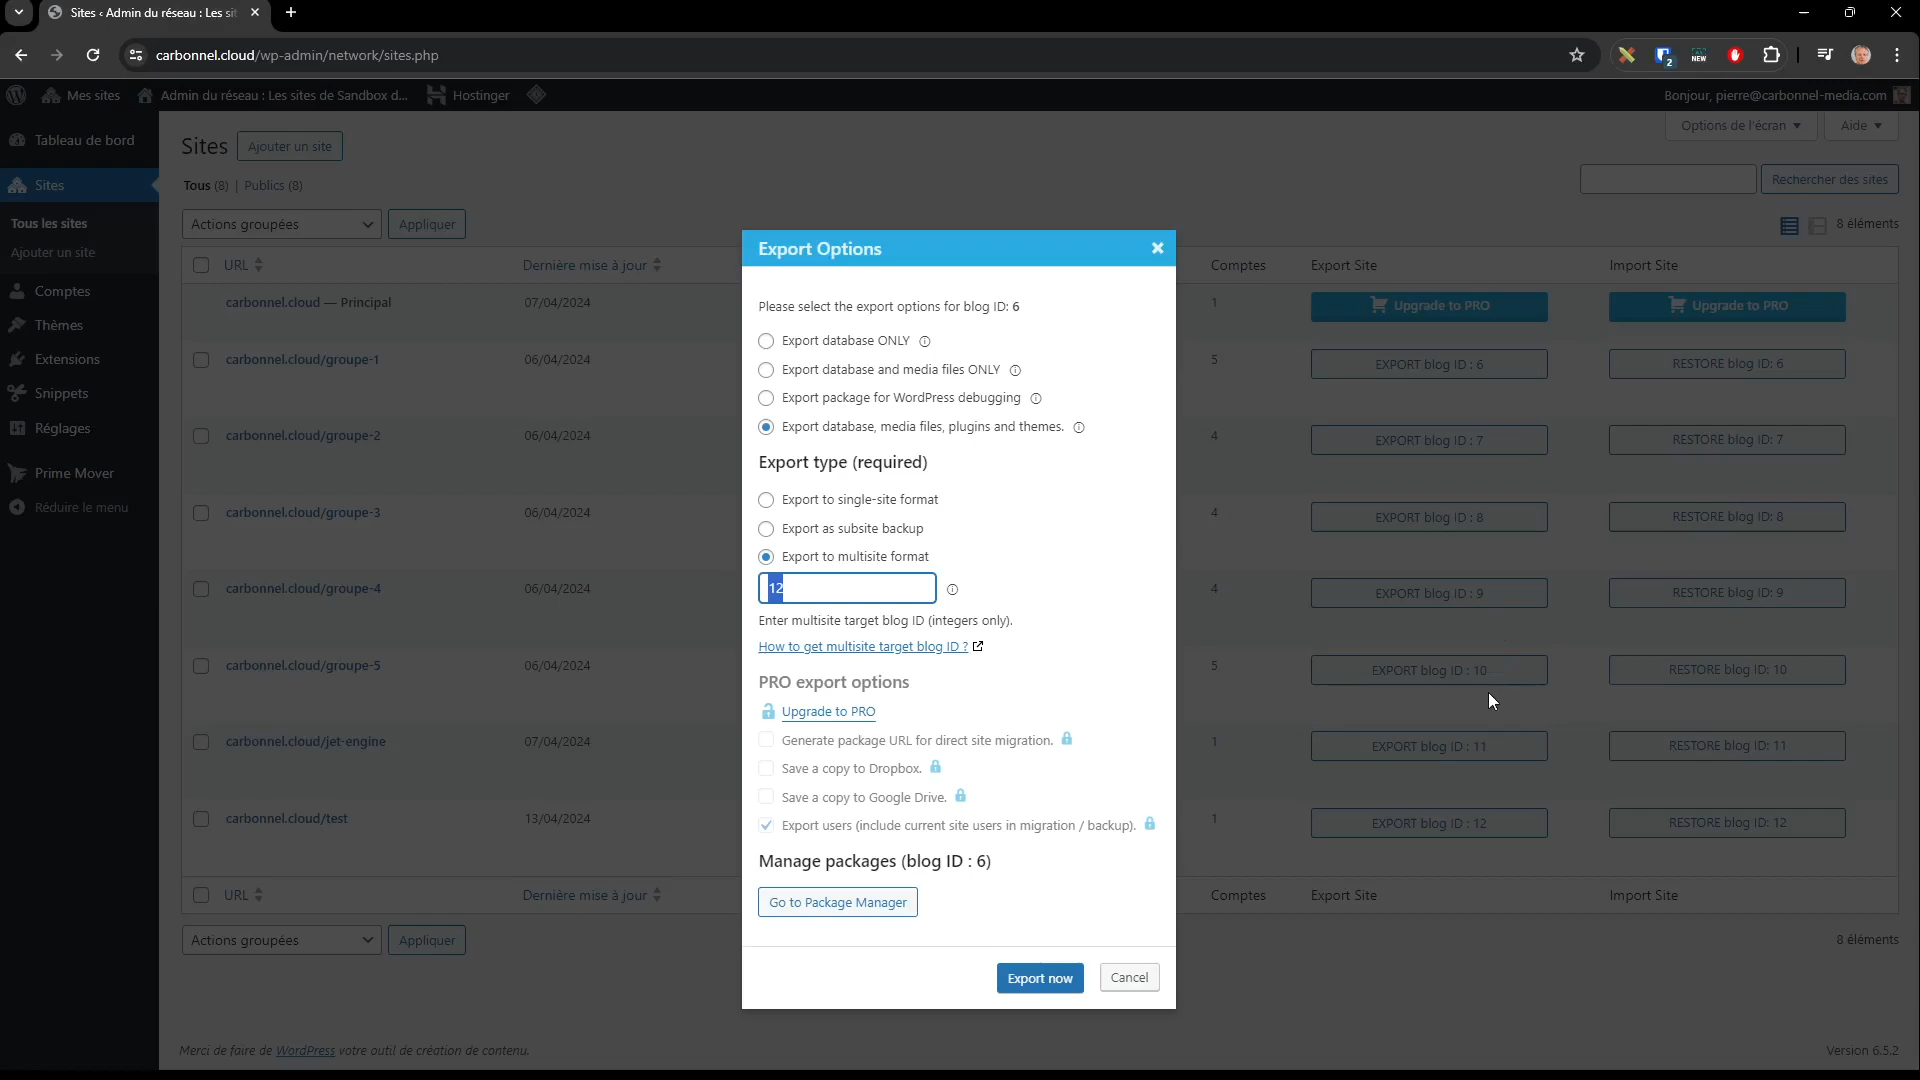 Sites ‹ Admin du réseau : Les sit
carbonnel.cloud/wp-admin/network/sites.php
2
NEW
Mes sites
Admin du réseau : Les sites de Sandbox d...
Hostinger
Bonjour, pierre@carbonnel-media.com
Tableau de bord
Sites
Tous les sites
Ajouter un site
Comptes
Thèmes
Extensions
Snippets
Réglages
Prime Mover
Réduire le menu
Options de l'écran
Aide
Sites
Ajouter un site
Tous (8) | Publics (8)
Rechercher des sites
Actions groupées
Appliquer
8 éléments
URL
Dernière mise à jour
Comptes
Export Site
Import Site
carbonnel.cloud — Principal
07/04/2024
1
Upgrade to PRO
Upgrade to PRO
carbonnel.cloud/groupe-1
06/04/2024
5
EXPORT blog ID : 6
RESTORE blog ID: 6
carbonnel.cloud/groupe-2
06/04/2024
4
EXPORT blog ID : 7
RESTORE blog ID: 7
carbonnel.cloud/groupe-3
06/04/2024
4
EXPORT blog ID : 8
RESTORE blog ID: 8
carbonnel.cloud/groupe-4
06/04/2024
4
EXPORT blog ID : 9
RESTORE blog ID: 9
carbonnel.cloud/groupe-5
06/04/2024
5
EXPORT blog ID : 10
RESTORE blog ID: 10
carbonnel.cloud/jet-engine
07/04/2024
1
EXPORT blog ID : 11
RESTORE blog ID: 11
carbonnel.cloud/test
13/04/2024
1
EXPORT blog ID : 12
RESTORE blog ID: 12
URL
Dernière mise à jour
Comptes
Export Site
Import Site
Actions groupées
Appliquer
8 éléments
Merci de faire de WordPress votre outil de création de contenu.
Version 6.5.2
Export Options
Please select the export options for blog ID: 6
Export database ONLY
Export database and media files ONLY
Export package for WordPress debugging
Export database, media files, plugins and themes.
Export type (required)
Export to single-site format
Export as subsite backup
Export to multisite format
12
Enter multisite target blog ID (integers only).
How to get multisite target blog ID ?
PRO export options
Upgrade to PRO
Generate package URL for direct site migration.
Save a copy to Dropbox.
Save a copy to Google Drive.
Export users (include current site users in migration / backup).
Manage packages (blog ID : 6)
Go to Package Manager
Export now
Cancel